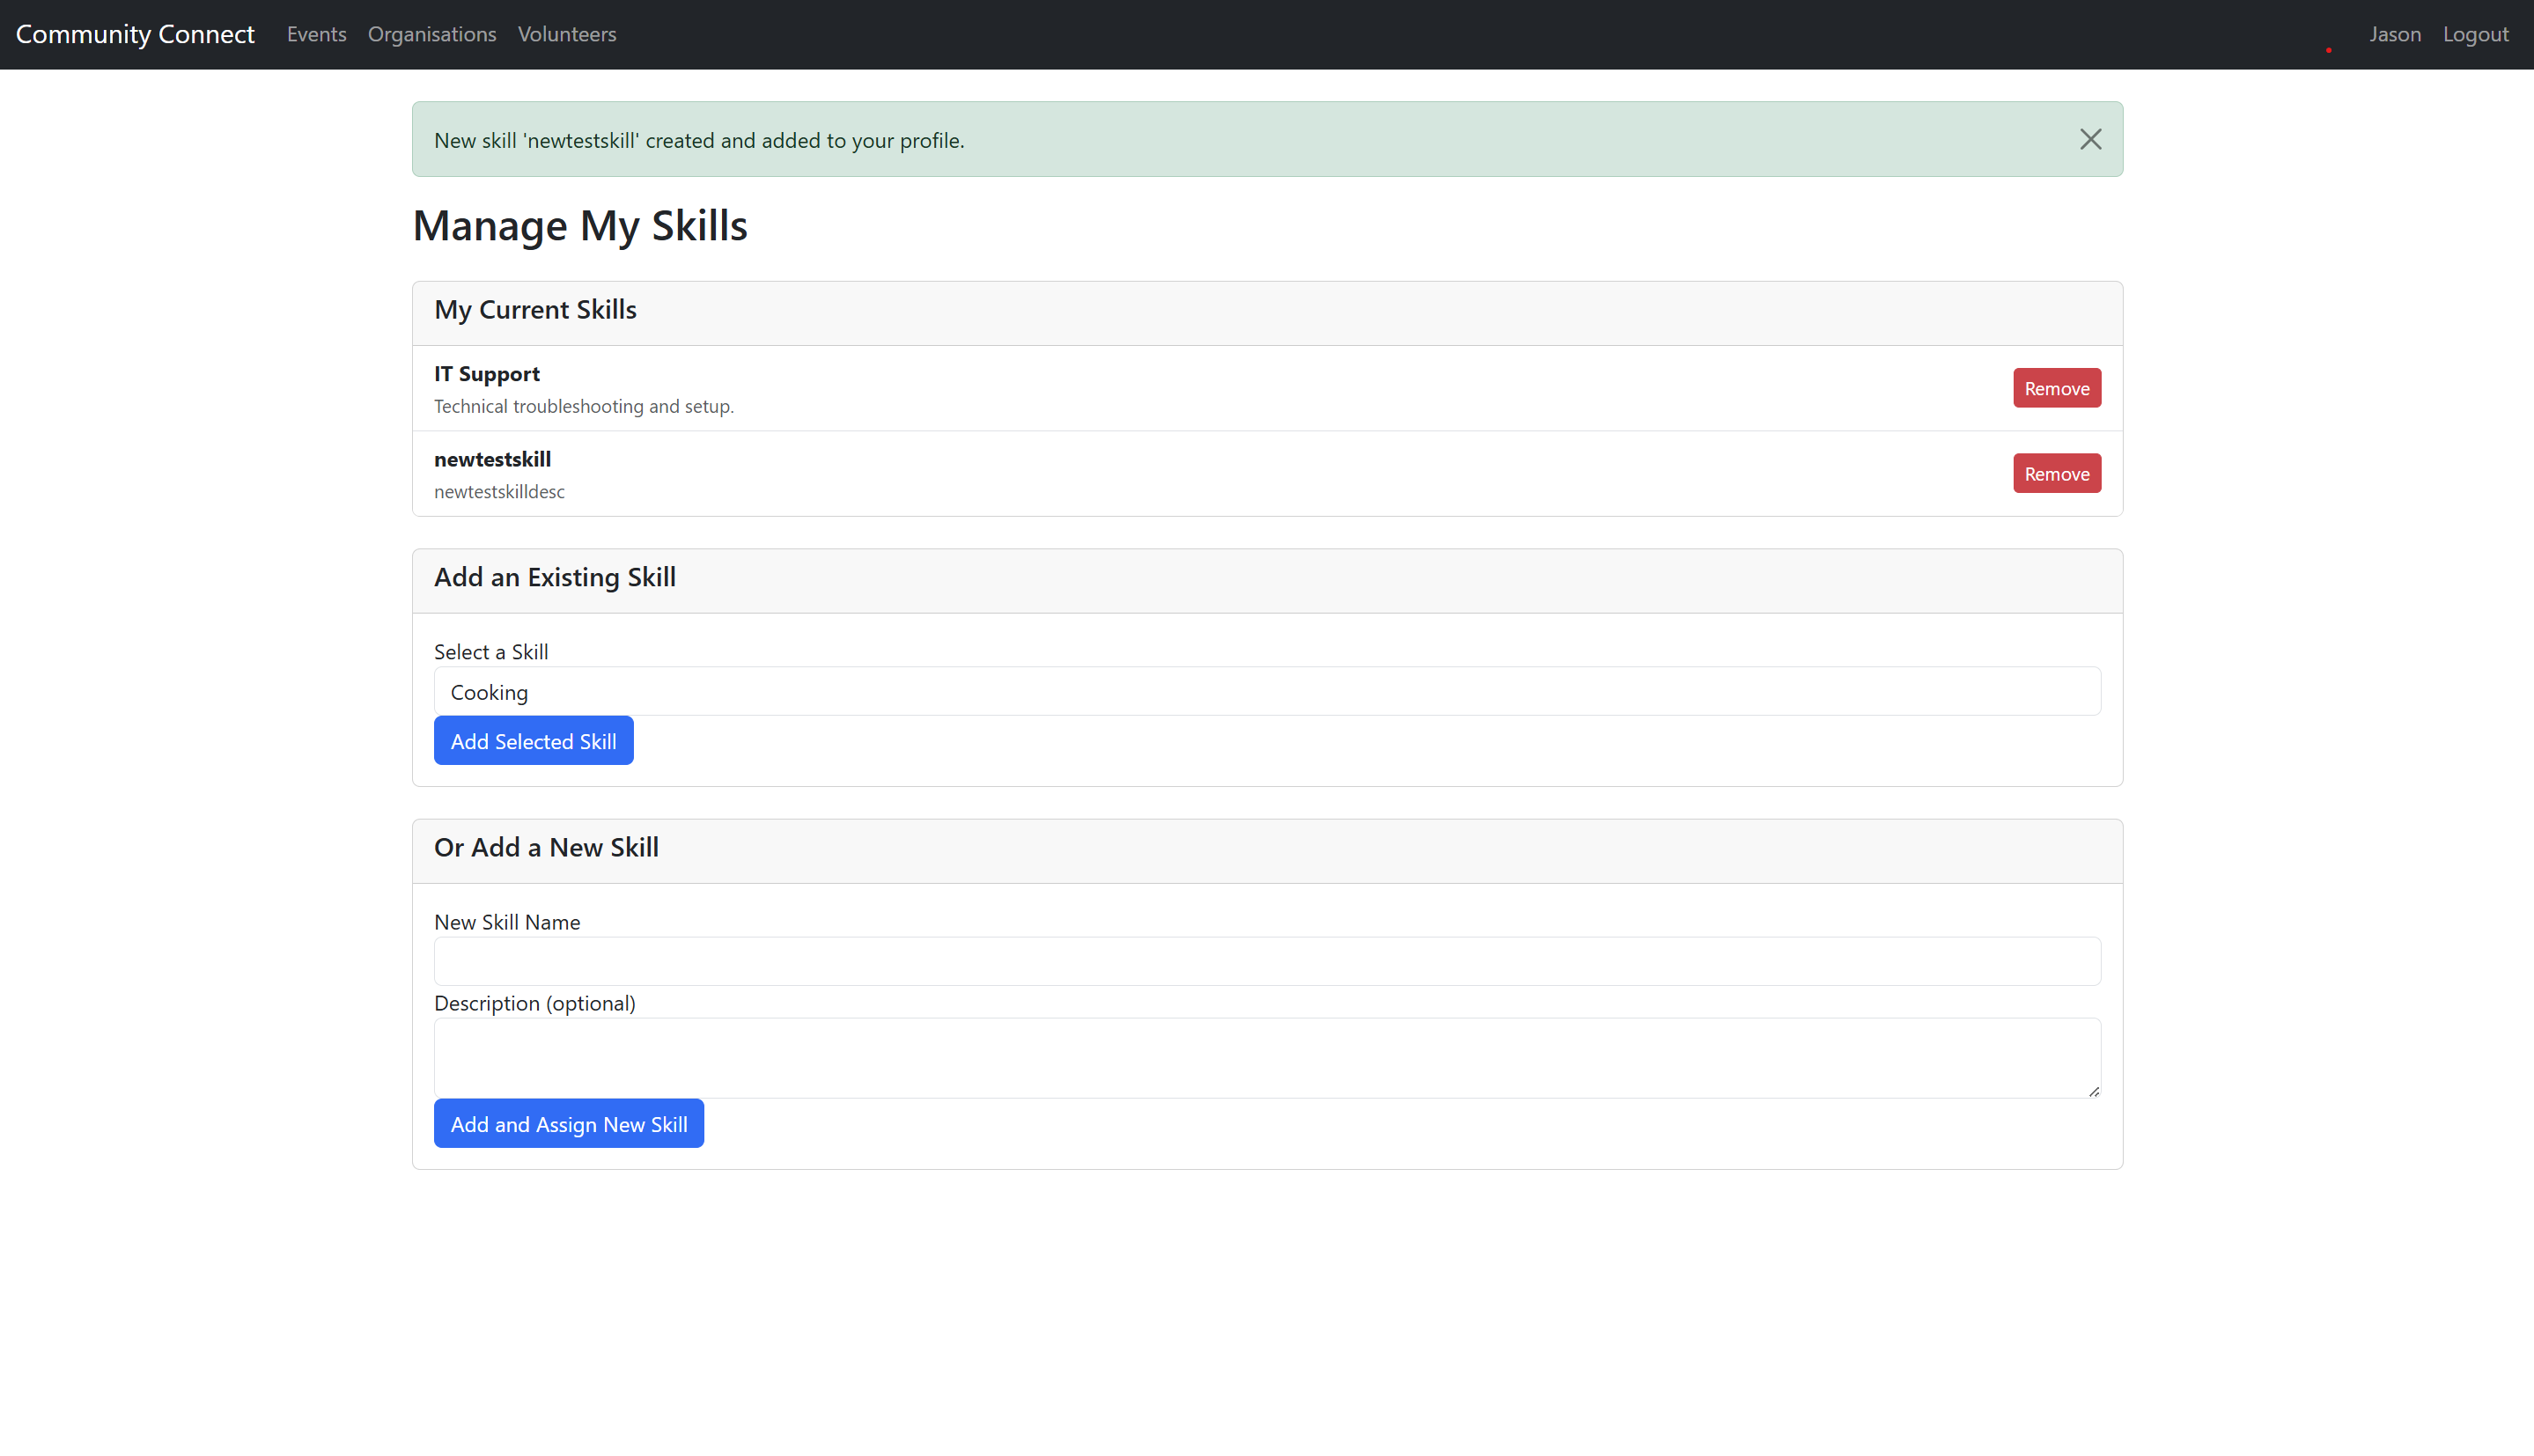 Community Connect Events Organisations Volunteers Jason Logout
New skill 'newtestskill' created and added to your profile.
Manage My Skills
My Current Skills
IT Support
Technical troubleshooting and setup.
Remove
newtestskill
newtestskilldesc
Remove
Add an Existing Skill
Select a Skill
Cooking
Add Selected Skill
Or Add a New Skill
New Skill Name
Description (optional)
Add and Assign New Skill